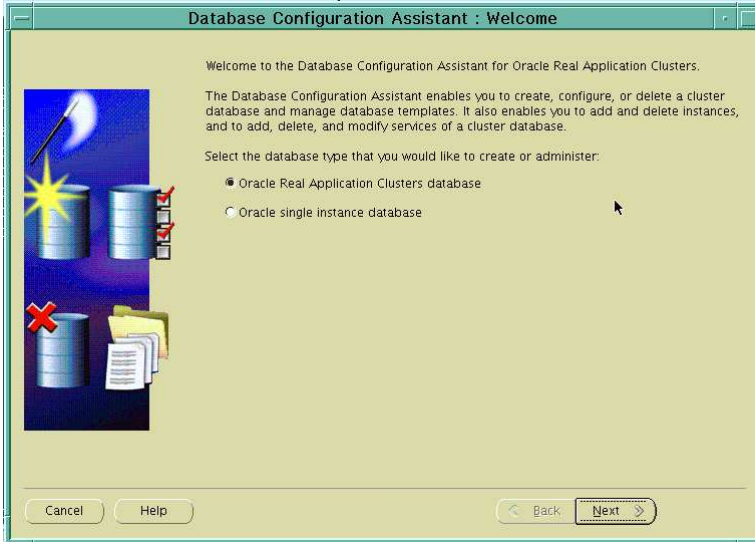 Database Configuration Assistant : Welcome
Welcome to the Database Configuration Assistant for Oracle Real Application Clusters.
The Database Configuration Assistant enables you to create, configure, or delete a cluster
database and manage database templates. It also enables you to add and delete instances,
and to add, delete, and modify services of a cluster database.
Select the database type that you would like to create or administer:
Oracle Real Application Clusters database
Oracle single instance database
Cancel
Help
Back
Next